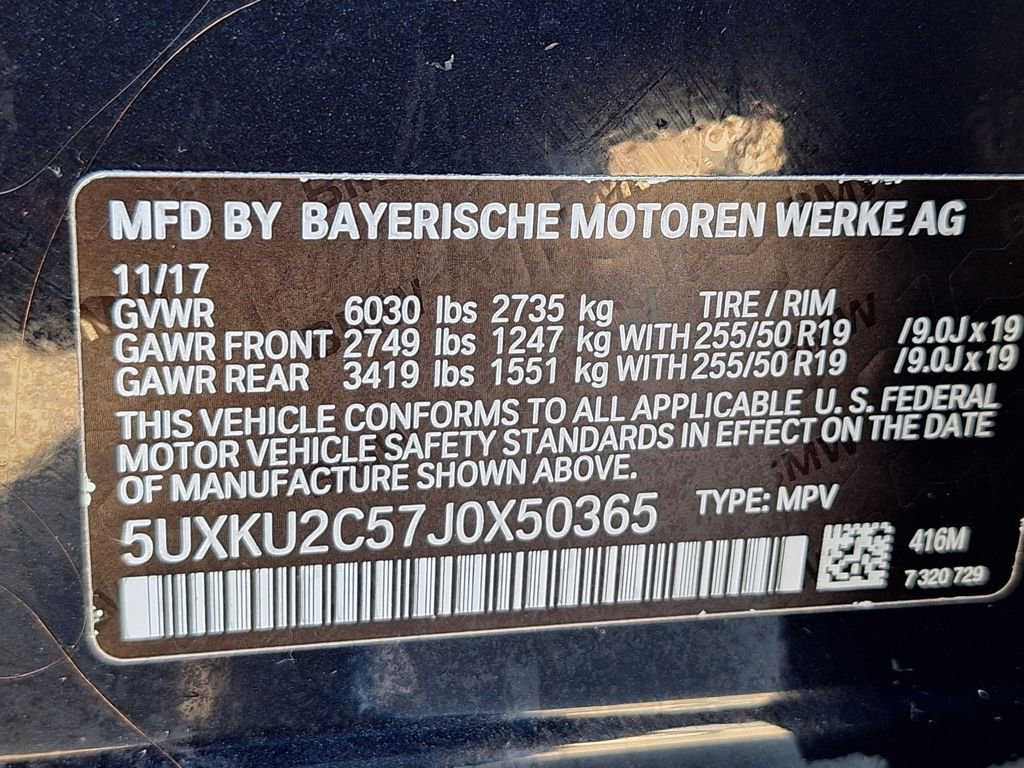 MFD BY BAYERISCHE MOTOREN WERKE AG
11/17
GVWR 6030 lbs 2735 kg TIRE / RIM
GAWR FRONT 2749 lbs 1247 kg WITH 255/50 R19 /9.0J x 19
GAWR REAR 3419 lbs 1551 kg WITH 255/50 R19 /9.0J x 19
THIS VEHICLE CONFORMS TO ALL APPLICABLE U. S. FEDERAL
MOTOR VEHICLE SAFETY STANDARDS IN EFFECT ON THE DATE
OF MANUFACTURE SHOWN ABOVE.
5UXKU2C57J0X50365 TYPE: MPV
416M
7 320 729